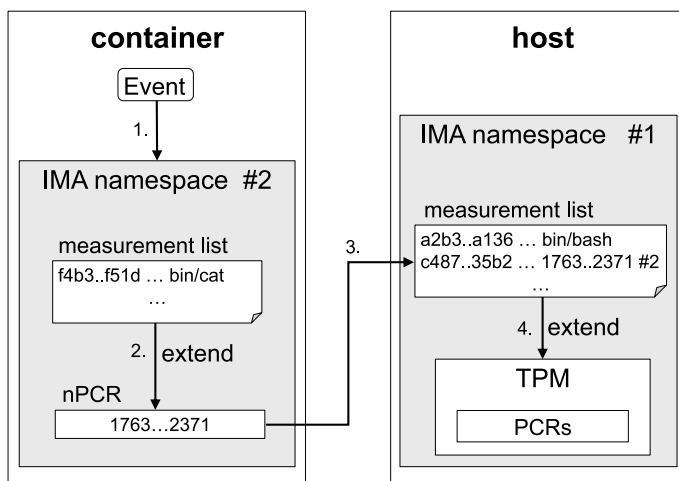 container
Event
1.
IMA namespace #2
measurement list
f4b3..f51d ... bin/cat
...
2. extend
nPCR
1763...2371
3.
host
IMA namespace #1
measurement list
a2b3..a136 ... bin/bash
c487..35b2 ... 1763..2371 #2
...
4. extend
TPM
PCRs